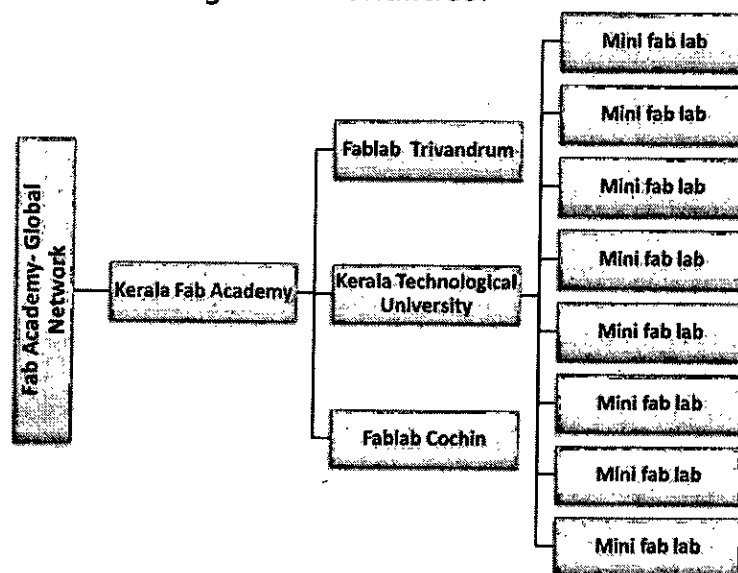 Fab Academy- Global
Network
Kerala Fab Academy
Fablab Trivandrum
Kerala Technological
University
Fablab Cochin
Mini fab lab
Mini fab lab
Mini fab lab
Mini fab lab
Mini fab lab
Mini fab lab
Mini fab lab
Mini fab lab